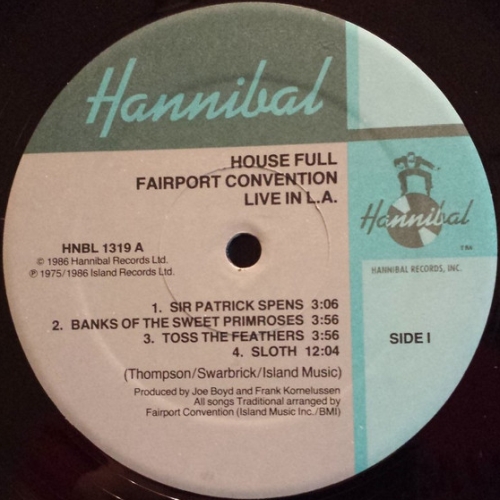 Hannibal
HOUSE FULL
FAIRPORT CONVENTION
LIVE IN L.A.
Hannibal
HANNIBAL RECORDS, INC.
HNBL 1319 A
© 1986 Hannibal Records Ltd.
℗ 1975/1986 Island Records Ltd.
1. SIR PATRICK SPENS 3:06
2. BANKS OF THE SWEET PRIMROSES 3:56
3. TOSS THE FEATHERS 3:56
4. SLOTH 12:04
SIDE I
(Thompson/Swarbrick/Island Music)
Produced by Joe Boyd and Frank Kornelussen
All songs Traditional arranged by
Fairport Convention (Island Music Inc./BMI)